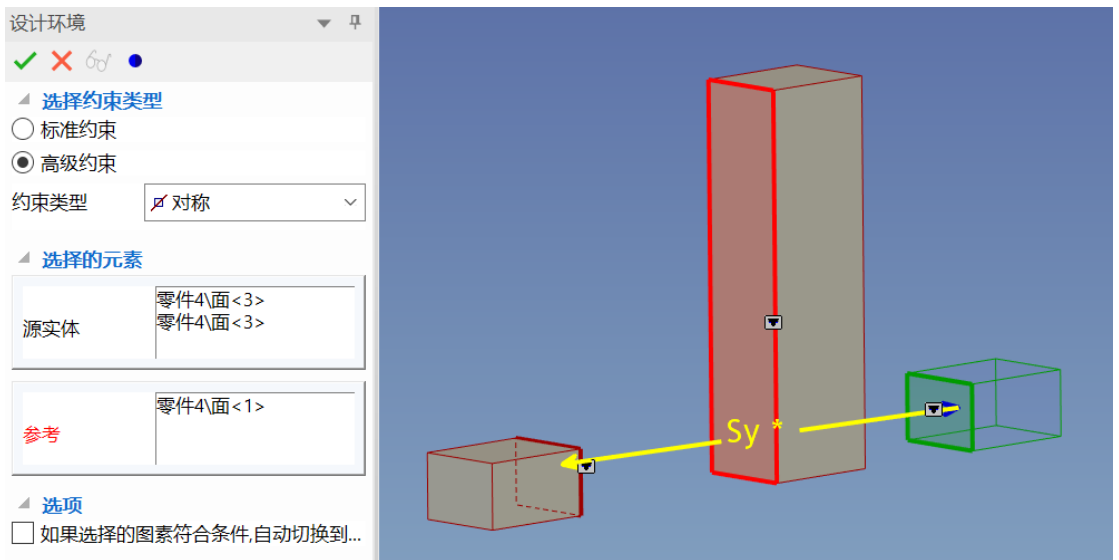 设计环境
选择约束类型
标准约束
高级约束
约束类型 对称
选择的元素
源实体
零件4\面<3>
零件4\面<3>
参考
零件4\面<1>
选项
如果选择的图素符合条件,自动切换到...
Sy *